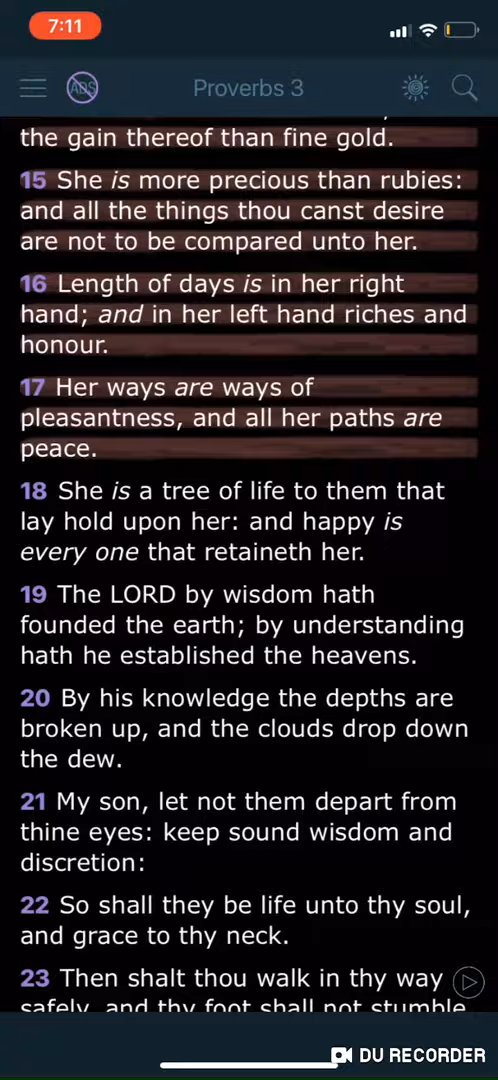 7:11
ADS
Proverbs 3
the gain thereof than fine gold.
15 She is more precious than rubies:
and all the things thou canst desire
are not to be compared unto her.
16 Length of days is in her right
hand; and in her left hand riches and
honour.
17 Her ways are ways of
pleasantness, and all her paths are
peace.
18 She is a tree of life to them that
lay hold upon her: and happy is
every one that retaineth her.
19 The LORD by wisdom hath
founded the earth; by understanding
hath he established the heavens.
20 By his knowledge the depths are
broken up, and the clouds drop down
the dew.
21 My son, let not them depart from
thine eyes: keep sound wisdom and
discretion:
22 So shall they be life unto thy soul,
and grace to thy neck.
23 Then shalt thou walk in thy way
safely, and thy foot shall not stumble
DU RECORDER